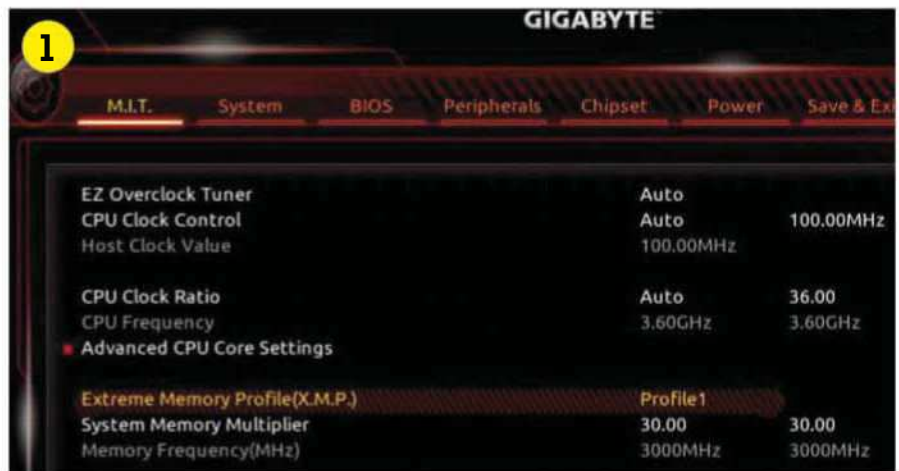 1
GIGABYTE
M.I.T. System BIOS Peripherals Chipset Power Save & Exi
EZ Overclock Tuner Auto
CPU Clock Control Auto 100.00MHz
Host Clock Value 100.00MHz
CPU Clock Ratio Auto 36.00
CPU Frequency 3.60GHz 3.60GHz
Advanced CPU Core Settings
Extreme Memory Profile(X.M.P.) Profile1
System Memory Multiplier 30.00 30.00
Memory Frequency(MHz) 3000MHz 3000MHz